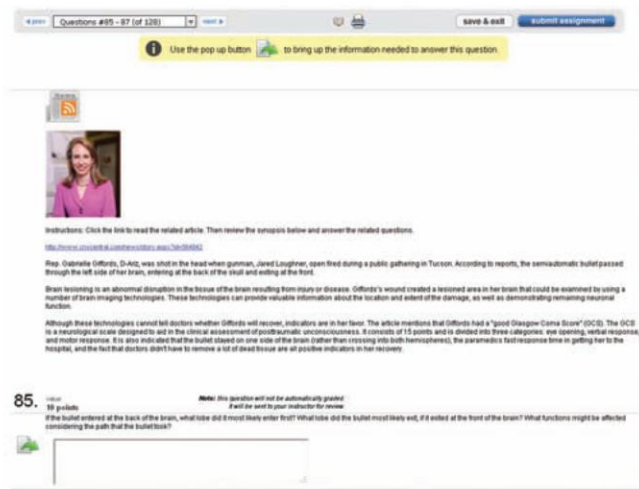 ◄ prev Questions #85 - 87 (of 128) next ►
save & exit submit assignment
Use the pop up button to bring up the information needed to answer this question.
Instructions: Click the link to read the related article. Then review the synopsis below and answer the related questions.
Rep. Gabrielle Giffords, D-Ariz, was shot in the head when gunman, Jared Loughner, open fired during a public gathering in Tucson. According to reports, the semiautomatic bullet passed
through the left side of her brain, entering at the back of the skull and exiting at the front.
Brain lesioning is an abnormal disruption in the tissue of the brain resulting from injury or disease. Giffords's wound created a lesioned area in her brain that could be examined by using a
number of brain imaging technologies. These technologies can provide valuable information about the location and extent of the damage, as well as demonstrating remaining neuronal
function.
Although these technologies cannot tell doctors whether Giffords will recover, indicators are in her favor. The article mentions that Giffords had a "good Glasgow Coma Score" (GCS). The GCS
is a neurological scale designed to aid in the clinical assessment of posttraumatic unconsciousness. It consists of 15 points and is divided into three categories: eye opening, verbal response,
and motor response. It is also indicated that the bullet stayed on one side of the brain (rather than crossing into both hemispheres), the paramedics fast response time in getting her to the
hospital, and the fact that doctors didn't have to remove a lot of dead tissue are all positive indicators in her recovery.
85.
value:
10 points
Note: this question will not be automatically graded.
It will be sent to your instructor for review.
If the bullet entered at the back of the brain, what lobe did it most likely enter first? What lobe did the bullet most likely exit, if it exited at the front of the brain? What functions might be affected
considering the path that the bullet took?